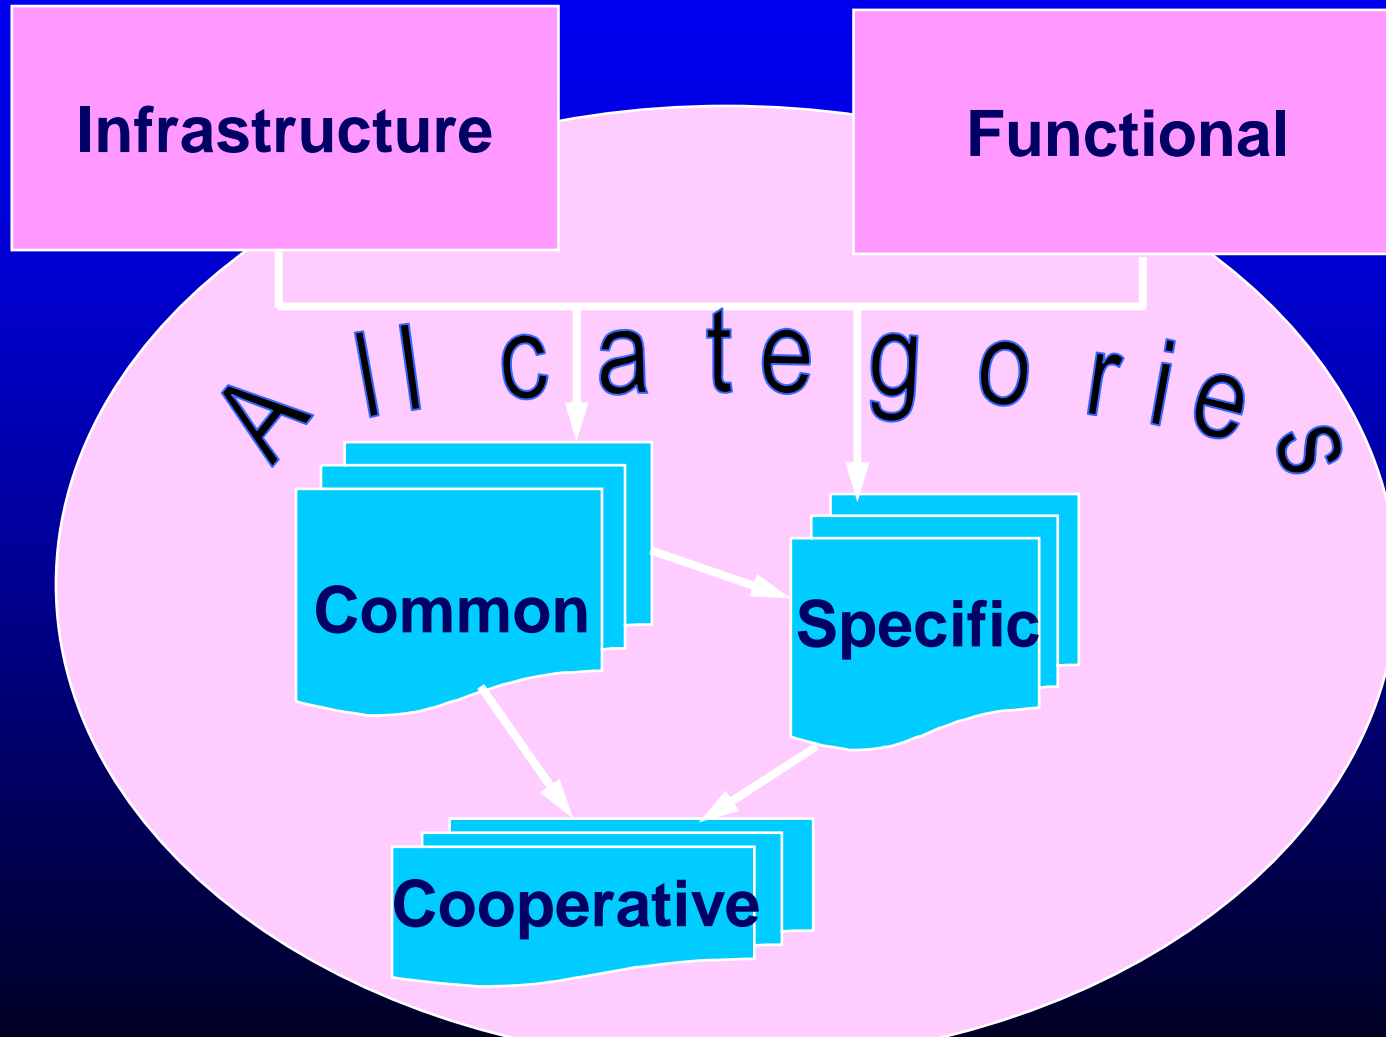 Infrastructure
Functional
All categories
Common
Specific
Cooperative